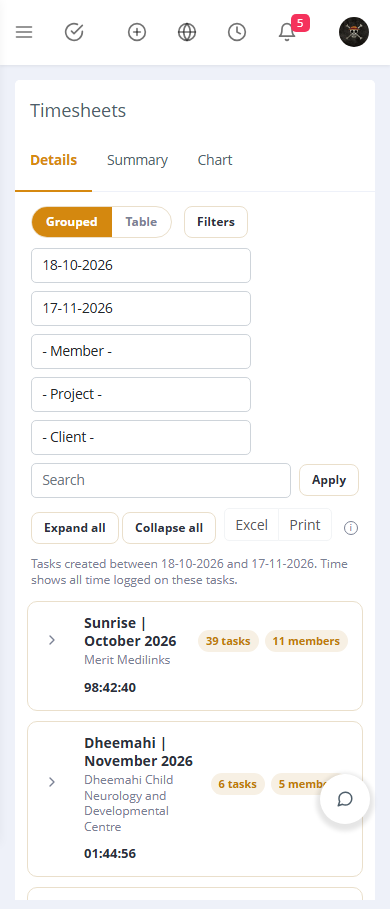 5
Timesheets
Details Summary Chart
Grouped Table Filters
18-10-2026
17-11-2026
- Member -
- Project -
- Client -
Search Apply
Expand all Collapse all Excel Print
Tasks created between 18-10-2026 and 17-11-2026. Time
shows all time logged on these tasks.
Sunrise |
October 2026
39 tasks 11 members
Merit Medilinks
98:42:40
Dheemahi |
November 2026
Dheemahi Child
6 tasks 5
Neurology and
Developmental
Centre
01:44:56